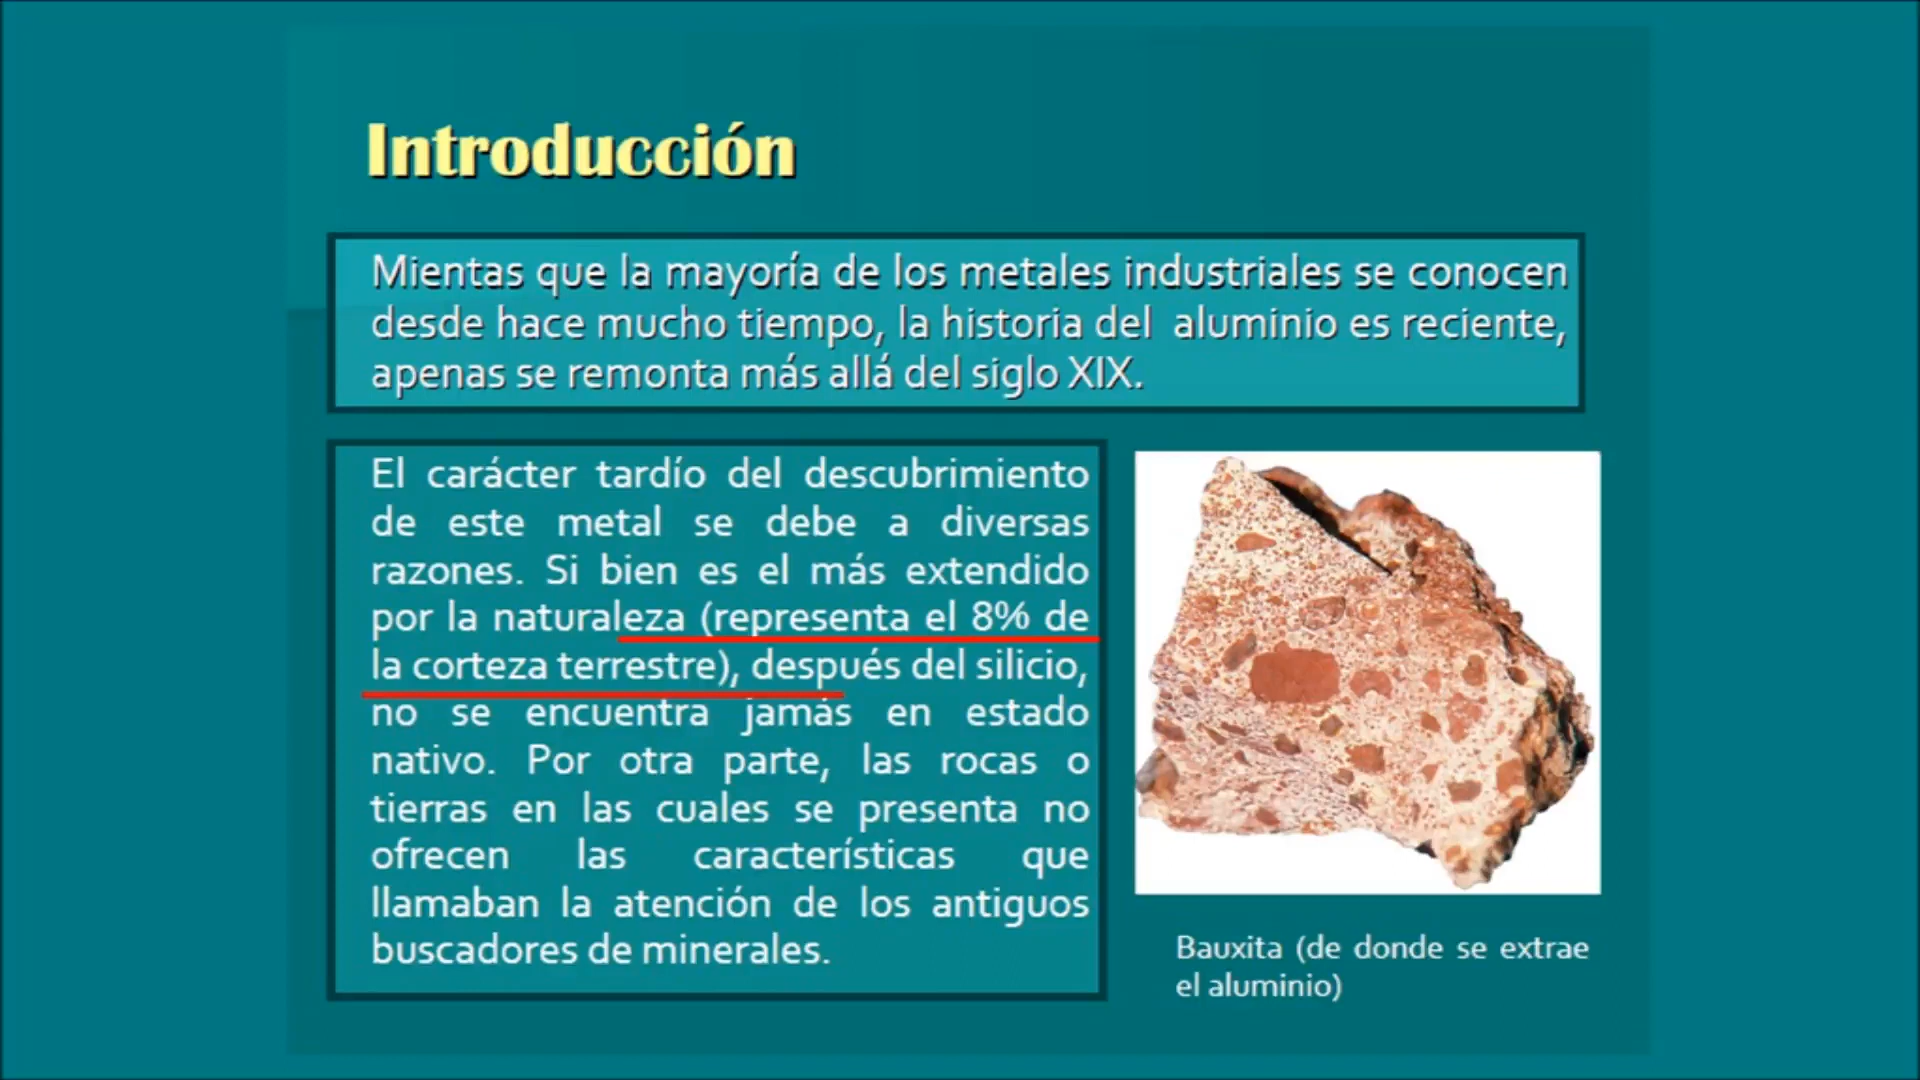 Introducción
Mientas que la mayoría de los metales industriales se conocen
desde hace mucho tiempo, la historia del aluminio es reciente,
apenas se remonta más allá del siglo XIX.
El carácter tardío del descubrimiento
de este metal se debe a diversas
razones. Si bien es el más extendido
por la naturaleza (representa el 8% de
la corteza terrestre), después del silicio,
no se encuentra jamás en estado
nativo. Por otra parte, las rocas o
tierras en las cuales se presenta no
ofrecen las características que
llamaban la atención de los antiguos
buscadores de minerales.
Bauxita (de donde se extrae
el aluminio)